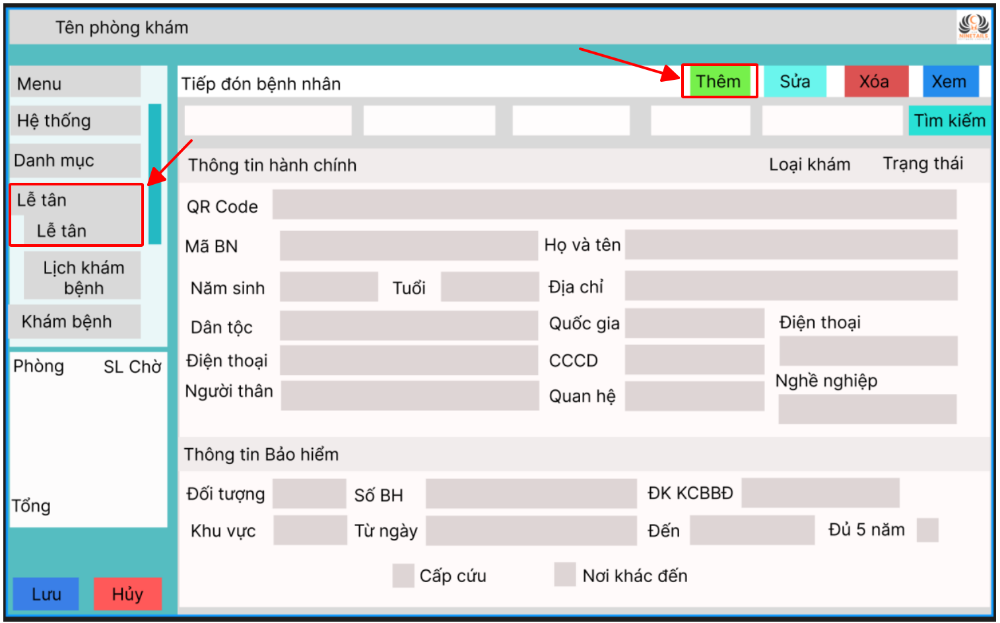 Tên phòng khám
NINETAILS
Menu
Hệ thống
Danh mục
Lễ tân
Lễ tân
Lịch khám
bệnh
Khám bệnh
Phòng SL Chờ
Tổng
Lưu Hủy
Tiếp đón bệnh nhân Thêm Sửa Xóa Xem
Tìm kiếm
Thông tin hành chính Loại khám Trạng thái
QR Code
Mã BN Họ và tên
Năm sinh Tuổi Địa chỉ
Dân tộc Quốc gia Điện thoại
Điện thoại CCCD
Người thân Quan hệ Nghề nghiệp
Thông tin Bảo hiểm
Đối tượng Số BH ĐK KCBBĐ
Khu vực Từ ngày Đến Đủ 5 năm
Cấp cứu Nơi khác đến